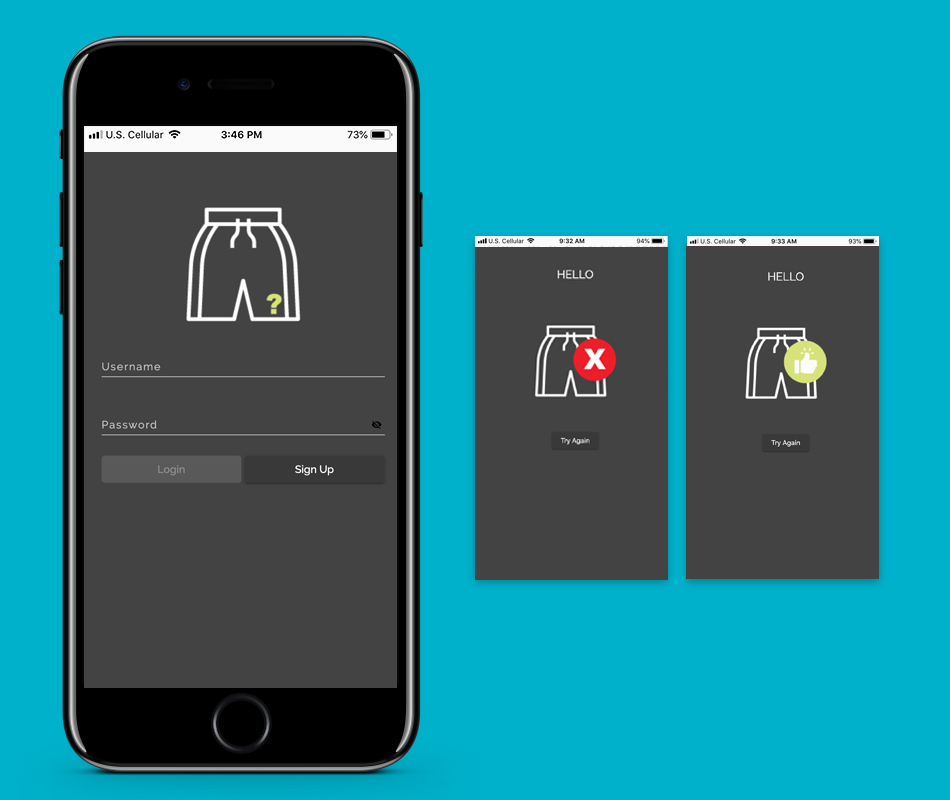 U.S. Cellular 3:46 PM 73%
?
Username
Password
Login Sign Up
U.S. Cellular 9:32 AM 94%
HELLO
X
Try Again
U.S. Cellular 9:33 AM 93%
HELLO
Try Again